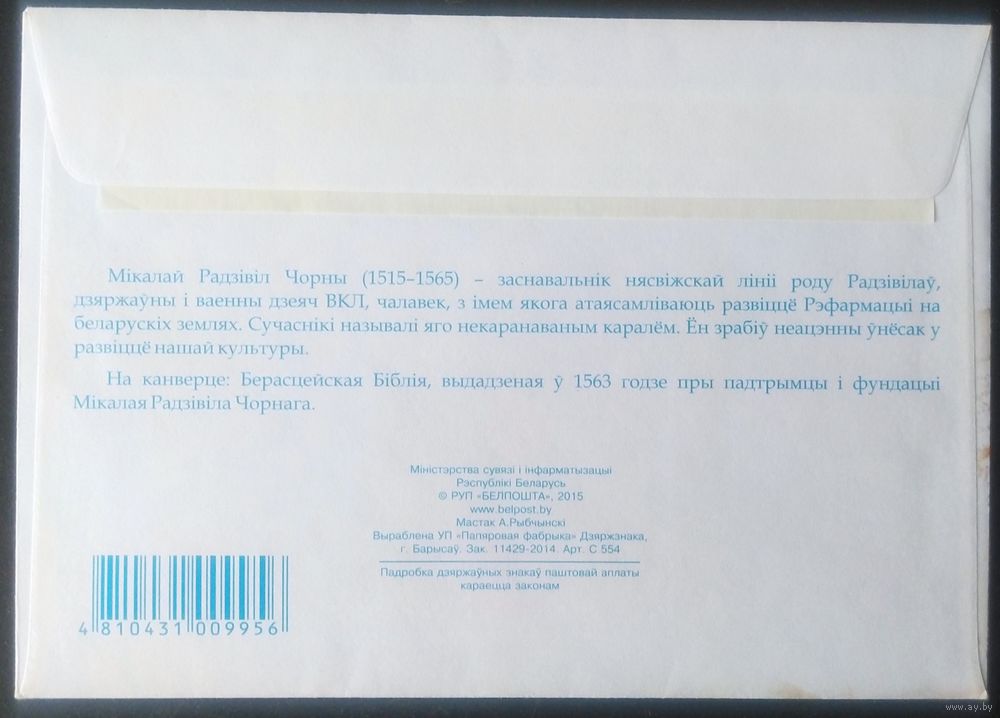 Мікалай Радзівіл Чорны (1515–1565) – заснавальнік нясвіжскай лініі роду Радзівілаў,
дзяржаўны і ваенны дзеяч ВКЛ, чалавек, з імем якога атаясамліваюць развіццё Рэфармацыі на
беларускіх землях. Сучаснікі называлі яго некаранаваным каралём. Ён зрабіў неацэнны ўнёсак у
развіццё нашай культуры.
На канверце: Берасцейская Біблія, выдадзеная ў 1563 годзе пры падтрымцы і фундацыі
Мікалая Радзівіла Чорнага.
Міністэрства сувязі і інфарматызацыі
Рэспублікі Беларусь
© РУП «БЕЛПОШТА», 2015
www.belpost.by
Мастак А.Рыбчынскі
Выраблена УП «Папяровая фабрыка» Дзяржзнака,
г. Барысаў. Зак. 11429-2014. Арт. С 554
Падробка дзяржаўных знакаў паштовай аплаты
караецца законам
4 810431 009956
www.ay.by